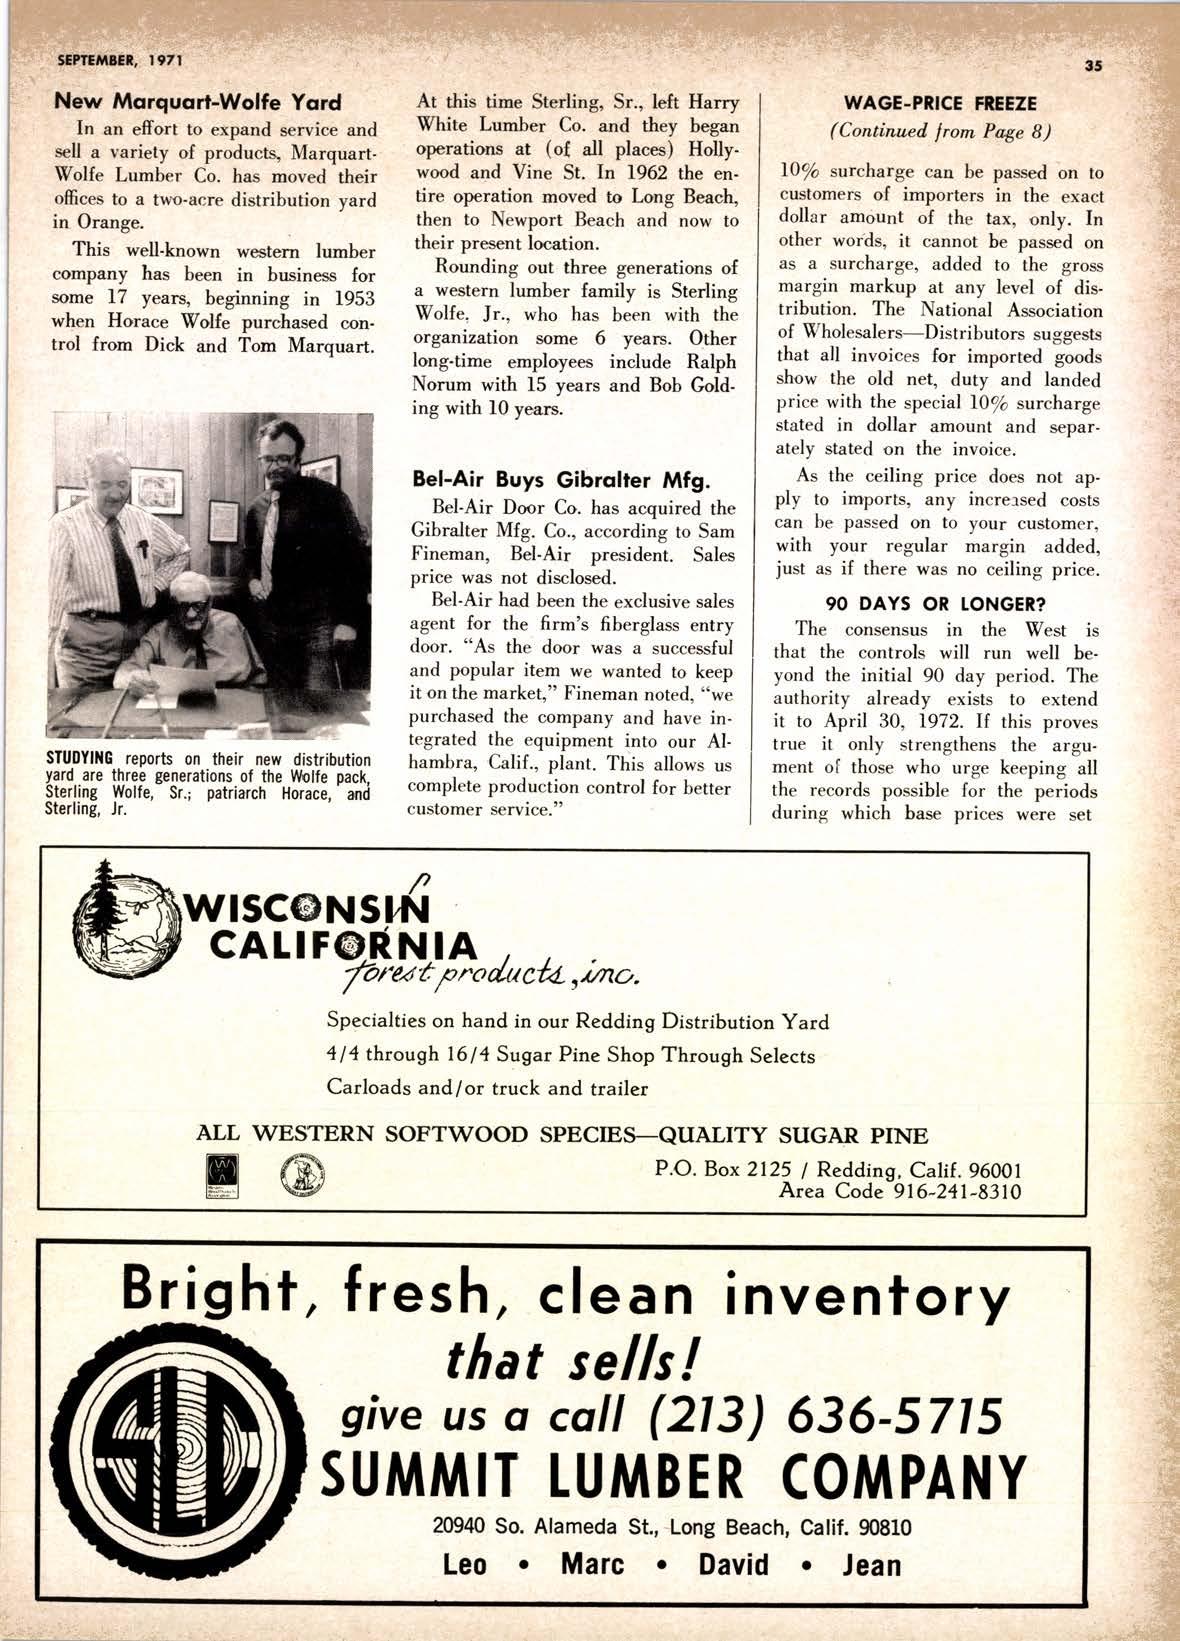 SEPTEMBER, 1971
35
New Marquart-Wolfe Yard
In an effort to expand service and
sell a variety of products, Marquart-
Wolfe Lumber Co. has moved their
offices to a two-acre distribution yard
in Orange.
This well-known western lumber
company has been in business for
some 17 years, beginning in 1953
when Horace Wolfe purchased con-
trol from Dick and Tom Marquart.
STUDYING reports on their new distribution
yard are three generations of the Wolfe pack,
Sterling Wolfe, Sr.; patriarch Horace, and
Sterling, Jr.
At this time Sterling, Sr., left Harry
White Lumber Co. and they began
operations at (of all places) Holly-
wood and Vine St. In 1962 the en-
tire operation moved to Long Beach,
then to Newport Beach and now to
their present location.
Rounding out three generations of
a western lumber family is Sterling
Wolfe, Jr., who has been with the
organization some 6 years. Other
long-time employees include Ralph
Norum with 15 years and Bob Gold-
ing with 10 years.
Bel-Air Buys Gibralter Mfg.
Bel-Air Door Co. has acquired the
Gibralter Mfg. Co., according to Sam
Fineman, Bel-Air president. Sales
price was not disclosed.
Bel-Air had been the exclusive sales
agent for the firm's fiberglass entry
door. "As the door was a successful
and popular item we wanted to keep
it on the market," Fineman noted, "we
purchased the company and have in-
tegrated the equipment into our Al-
hambra, Calif., plant. This allows us
complete production control for better
customer service."
WAGE-PRICE FREEZE
(Continued from Page 8)
10% surcharge can be passed on to
customers of importers in the exact
dollar amount of the tax, only. In
other words, it cannot be passed on
as a surcharge, added to the gross
margin markup at any level of dis-
tribution. The National Association
of Wholesalers—Distributors suggests
that all invoices for imported goods
show the old net, duty and landed
price with the special 10% surcharge
stated in dollar amount and separ-
ately stated on the invoice.
As the ceiling price does not ap-
ply to imports, any increased costs
can be passed on to your customer,
with your regular margin added,
just as if there was no ceiling price.
90 DAYS OR LONGER?
The consensus in the West is
that the controls will run well be-
yond the initial 90 day period. The
authority already exists to extend
it to April 30, 1972. If this proves
true it only strengthens the argu-
ment of those who urge keeping all
the records possible for the periods
during which base prices were set
WISCONSIN
CALIFORNIA
forest products, inc.
Specialties on hand in our Redding Distribution Yard
4/4 through 16/4 Sugar Pine Shop Through Selects
Carloads and/or truck and trailer
ALL WESTERN SOFTWOOD SPECIES—QUALITY SUGAR PINE
P.O. Box 2125 / Redding, Calif. 96001
Area Code 916-241-8310
Bright, fresh, clean inventory
that sells!
give us a call (213) 636-5715
SLC
SUMMIT LUMBER COMPANY
20940 So. Alameda St., Long Beach, Calif. 90810
Leo • Marc • David • Jean